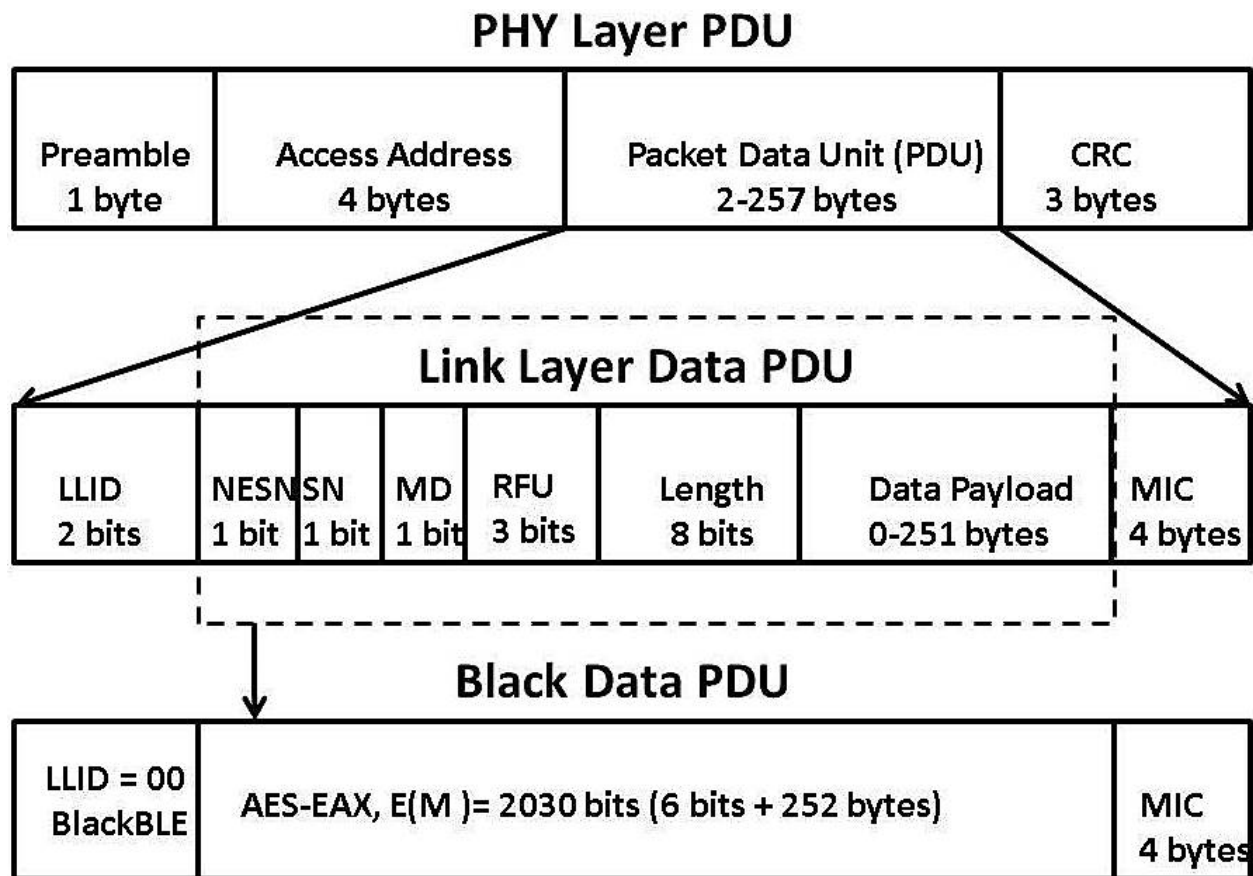 PHY Layer PDU
Preamble
1 byte
Access Address
4 bytes
Packet Data Unit (PDU)
2-257 bytes
CRC
3 bytes
Link Layer Data PDU
LLID
2 bits
NESN
1 bit
SN
1 bit
MD
1 bit
RFU
3 bits
Length
8 bits
Data Payload
0-251 bytes
MIC
4 bytes
Black Data PDU
LLID = 00
BlackBLE
AES-EAX, E(M )= 2030 bits (6 bits + 252 bytes)
MIC
4 bytes